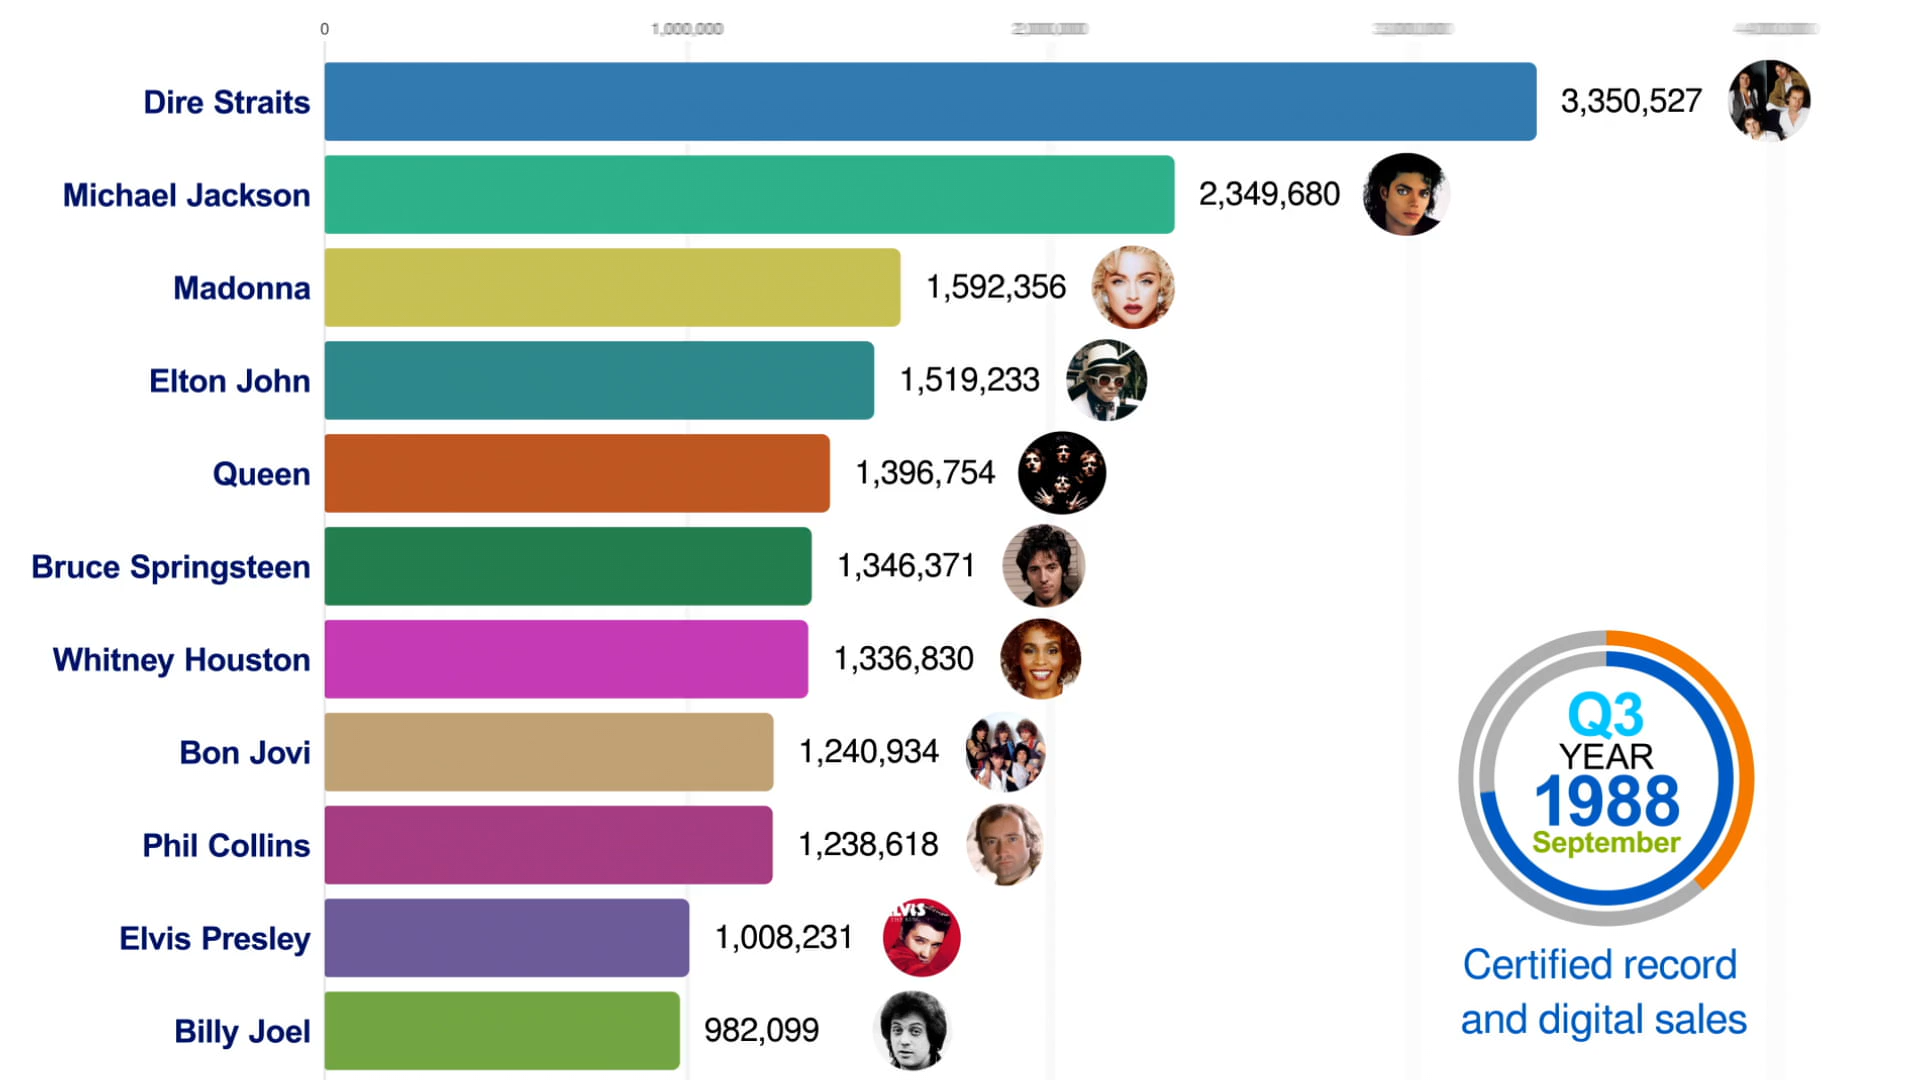 0
1,000,000
Dire Straits 3,350,527
Michael Jackson 2,349,680
Madonna 1,592,356
Elton John 1,519,233
Queen 1,396,754
Bruce Springsteen 1,346,371
Whitney Houston 1,336,830
Bon Jovi 1,240,934
Phil Collins 1,238,618
Elvis Presley 1,008,231
Billy Joel 982,099
Q3
YEAR
1988
September
Certified record
and digital sales